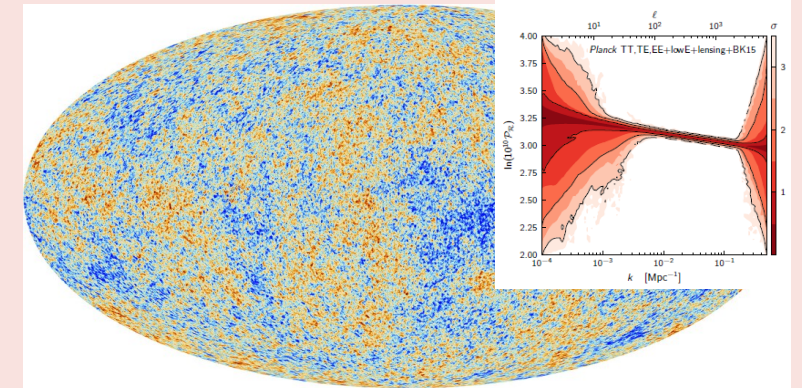 10¹ ℓ 10² 10³ σ
Planck TT,TE,EE+lowE+lensing+BK15
ln(10¹⁰𝒫_ℛ)
4.00
3.75
3.50
3.25
3.00
2.75
2.50
2.25
2.00
3
2
1
10⁻⁴ 10⁻³ 10⁻² 10⁻¹
k [Mpc⁻¹]